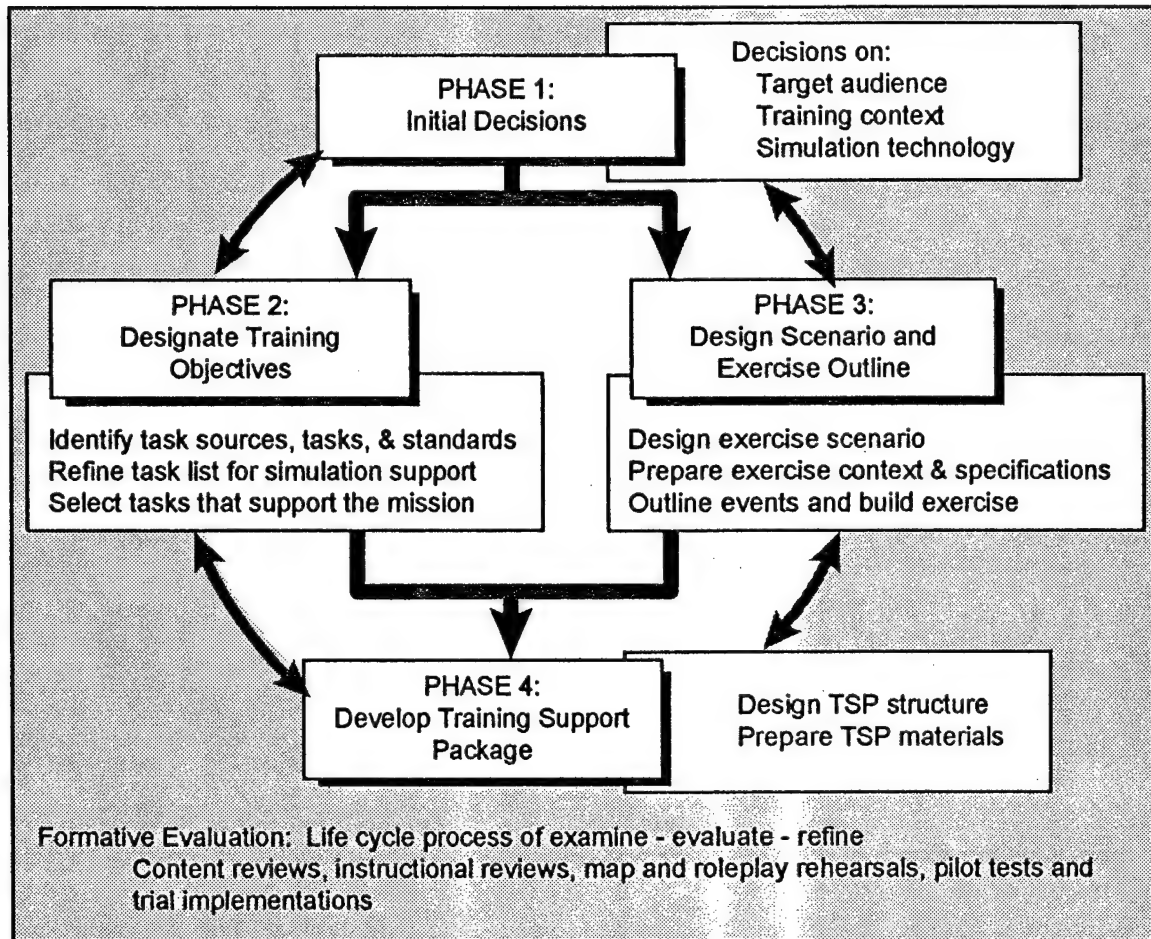 PHASE 1:
Initial Decisions
Decisions on:
Target audience
Training context
Simulation technology
PHASE 2:
Designate Training
Objectives
Identify task sources, tasks, & standards
Refine task list for simulation support
Select tasks that support the mission
PHASE 3:
Design Scenario and
Exercise Outline
Design exercise scenario
Prepare exercise context & specifications
Outline events and build exercise
PHASE 4:
Develop Training Support
Package
Design TSP structure
Prepare TSP materials
Formative Evaluation: Life cycle process of examine - evaluate - refine
Content reviews, instructional reviews, map and roleplay rehearsals, pilot tests and
trial implementations